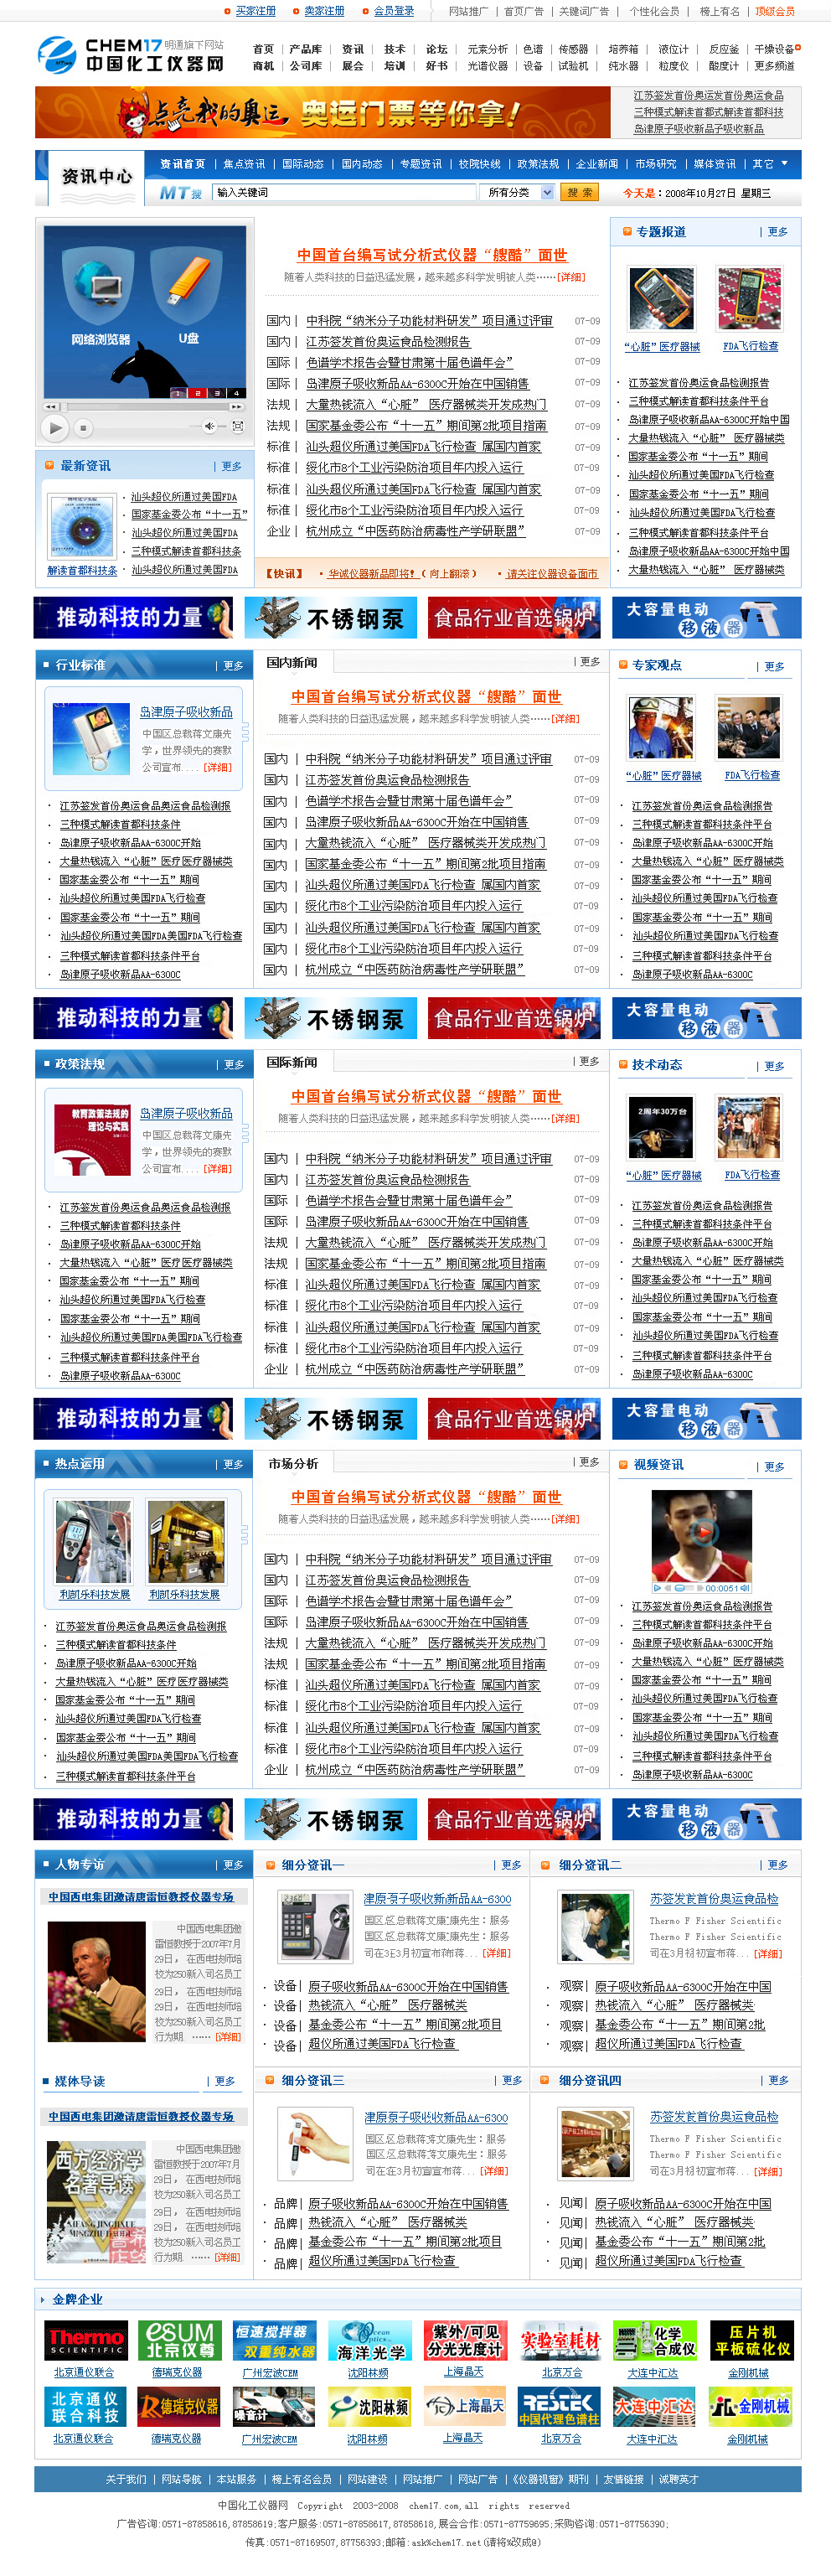 买家注册 卖家注册 会员登录 网站推广 | 首页广告 | 关键词广告 | 个性化会员 | 榜上有名 | 顶级会员
CHEM17 明通旗下网站
中国化工仪器网
首页 | 产品库 | 资讯 | 技术 | 论坛 | 元素分析 | 色谱 | 传感器 | 培养箱 | 液位计 | 反应釜 | 干燥设备
商机 | 公司库 | 展会 | 培训 | 好书 | 光谱仪器 | 设备 | 试验机 | 纯水器 | 粒度仪 | 酸度计 | 更多频道
点亮我的奥运 奥运门票等你拿!
江苏签发首份奥运发首份奥运食品
三种模式解读首都式解读首都科技
岛津原子吸收新品子吸收新品
资讯中心
资讯首页 | 焦点资讯 | 国际动态 | 国内动态 | 专题资讯 | 校院快线 | 政策法规 | 企业新闻 | 市场研究 | 媒体资讯 | 其它
MT搜 输入关键词 所有分类 搜 索 今天是：2008年10月27日 星期三
网络浏览器 U盘
1 2 3 4
中国首台编写试分析式仪器“艘酷”面世
随着人类科技的日益迅猛发展，越来越多科学发明被人类……[详细]
国内 | 中科院“纳米分子功能材料研发”项目通过评审 07-09
国内 | 江苏签发首份奥运食品检测报告 07-09
国际 | 色谱学术报告会暨甘肃第十届色谱年会” 07-09
国际 | 岛津原子吸收新品AA-6300C开始在中国销售 07-09
法规 | 大量热钱流入“心脏” 医疗器械类开发成热门 07-09
法规 | 国家基金委公布“十一五”期间第2批项目指南 07-09
标准 | 汕头超仪所通过美国FDA飞行检查 属国内首家 07-09
标准 | 绥化市8个工业污染防治项目年内投入运行 07-09
标准 | 汕头超仪所通过美国FDA飞行检查 属国内首家 07-09
标准 | 绥化市8个工业污染防治项目年内投入运行 07-09
企业 | 杭州成立“中医药防治病毒性产学研联盟” 07-09
【快讯】 ·华诚仪器新品即将!（向上翻滚） ·请关注仪器设备面市
专题报道 | 更多
“心脏”医疗器械 FDA飞行检查
江苏签发首份奥运食品检测报告
三种模式解读首都科技条件平台
岛津原子吸收新品AA-6300C开始中国
大量热钱流入“心脏” 医疗器械类
国家基金委公布“十一五”期间
汕头超仪所通过美国FDA飞行检查
国家基金委公布“十一五”期间
汕头超仪所通过美国FDA飞行检查
三种模式解读首都科技条件平台
岛津原子吸收新品AA-6300C开始中国
大量热钱流入“心脏” 医疗器械类
最新资讯 | 更多
解读首都科技条
汕头超仪所通过美国FDA
国家基金委公布“十一五”
汕头超仪所通过美国FDA
三种模式解读首都科技条
汕头超仪所通过美国FDA
推动科技的力量 不锈钢泵 食品行业首选锅炉 大容量电动移液器
行业标准 | 更多
岛津原子吸收新品
中国区总载蒋文康先
学，世界领先的赛默
公司宣布....[详细]
江苏签发首份奥运食品奥运食品检测报
三种模式解读首都科技条件
岛津原子吸收新品AA-6300C开始
大量热钱流入“心脏”医疗医疗器械类
国家基金委公布“十一五”期间
汕头超仪所通过美国FDA飞行检查
国家基金委公布“十一五”期间
汕头超仪所通过美国FDA美国FDA飞行检查
三种模式解读首都科技条件平台
岛津原子吸收新品AA-6300C
国内新闻 | 更多
中国首台编写试分析式仪器“艘酷”面世
随着人类科技的日益迅猛发展，越来越多科学发明被人类……[详细]
国内 | 中科院“纳米分子功能材料研发”项目通过评审 07-09
国内 | 江苏签发首份奥运食品检测报告 07-09
国内 | 色谱学术报告会暨甘肃第十届色谱年会” 07-09
国内 | 岛津原子吸收新品AA-6300C开始在中国销售 07-09
国内 | 大量热钱流入“心脏” 医疗器械类开发成热门 07-09
国内 | 国家基金委公布“十一五”期间第2批项目指南 07-09
国内 | 汕头超仪所通过美国FDA飞行检查 属国内首家 07-09
国内 | 绥化市8个工业污染防治项目年内投入运行 07-09
国内 | 汕头超仪所通过美国FDA飞行检查 属国内首家 07-09
国内 | 绥化市8个工业污染防治项目年内投入运行 07-09
国内 | 杭州成立“中医药防治病毒性产学研联盟” 07-09
专家观点 | 更多
“心脏”医疗器械 FDA飞行检查
江苏签发首份奥运食品检测报告
三种模式解读首都科技条件平台
岛津原子吸收新品AA-6300C开始
大量热钱流入“心脏”医疗器械类
国家基金委公布“十一五”期间
汕头超仪所通过美国FDA飞行检查
国家基金委公布“十一五”期间
汕头超仪所通过美国FDA飞行检查
三种模式解读首都科技条件平台
岛津原子吸收新品AA-6300C
推动科技的力量 不锈钢泵 食品行业首选锅炉 大容量电动移液器
政策法规 | 更多
教育政策法规的理论与实践
岛津原子吸收新品
中国区总载蒋文康先
学，世界领先的赛默
公司宣布....[详细]
江苏签发首份奥运食品奥运食品检测报
三种模式解读首都科技条件
岛津原子吸收新品AA-6300C开始
大量热钱流入“心脏”医疗医疗器械类
国家基金委公布“十一五”期间
汕头超仪所通过美国FDA飞行检查
国家基金委公布“十一五”期间
汕头超仪所通过美国FDA美国FDA飞行检查
三种模式解读首都科技条件平台
岛津原子吸收新品AA-6300C
国际新闻 | 更多
中国首台编写试分析式仪器“艘酷”面世
随着人类科技的日益迅猛发展，越来越多科学发明被人类……[详细]
国内 | 中科院“纳米分子功能材料研发”项目通过评审 07-09
国内 | 江苏签发首份奥运食品检测报告 07-09
国际 | 色谱学术报告会暨甘肃第十届色谱年会” 07-09
国际 | 岛津原子吸收新品AA-6300C开始在中国销售 07-09
法规 | 大量热钱流入“心脏” 医疗器械类开发成热门 07-09
法规 | 国家基金委公布“十一五”期间第2批项目指南 07-09
标准 | 汕头超仪所通过美国FDA飞行检查 属国内首家 07-09
标准 | 绥化市8个工业污染防治项目年内投入运行 07-09
标准 | 汕头超仪所通过美国FDA飞行检查 属国内首家 07-09
标准 | 绥化市8个工业污染防治项目年内投入运行 07-09
企业 | 杭州成立“中医药防治病毒性产学研联盟” 07-09
技术动态 | 更多
2周年30万台
“心脏”医疗器械 FDA飞行检查
江苏签发首份奥运食品检测报告
三种模式解读首都科技条件平台
岛津原子吸收新品AA-6300C开始
大量热钱流入“心脏”医疗器械类
国家基金委公布“十一五”期间
汕头超仪所通过美国FDA飞行检查
国家基金委公布“十一五”期间
汕头超仪所通过美国FDA飞行检查
三种模式解读首都科技条件平台
岛津原子吸收新品AA-6300C
推动科技的力量 不锈钢泵 食品行业首选锅炉 大容量电动移液器
热点运用 | 更多
利凯乐科技发展 利凯乐科技发展
江苏签发首份奥运食品奥运食品检测报
三种模式解读首都科技条件
岛津原子吸收新品AA-6300C开始
大量热钱流入“心脏”医疗医疗器械类
国家基金委公布“十一五”期间
汕头超仪所通过美国FDA飞行检查
国家基金委公布“十一五”期间
汕头超仪所通过美国FDA美国FDA飞行检查
三种模式解读首都科技条件平台
市场分析 | 更多
中国首台编写试分析式仪器“艘酷”面世
随着人类科技的日益迅猛发展，越来越多科学发明被人类……[详细]
国内 | 中科院“纳米分子功能材料研发”项目通过评审 07-09
国内 | 江苏签发首份奥运食品检测报告 07-09
国际 | 色谱学术报告会暨甘肃第十届色谱年会” 07-09
国际 | 岛津原子吸收新品AA-6300C开始在中国销售 07-09
法规 | 大量热钱流入“心脏” 医疗器械类开发成热门 07-09
法规 | 国家基金委公布“十一五”期间第2批项目指南 07-09
标准 | 汕头超仪所通过美国FDA飞行检查 属国内首家 07-09
标准 | 绥化市8个工业污染防治项目年内投入运行 07-09
标准 | 汕头超仪所通过美国FDA飞行检查 属国内首家 07-09
标准 | 绥化市8个工业污染防治项目年内投入运行 07-09
企业 | 杭州成立“中医药防治病毒性产学研联盟” 07-09
视频资讯 | 更多
00:0051
江苏签发首份奥运食品检测报告
三种模式解读首都科技条件平台
岛津原子吸收新品AA-6300C开始
大量热钱流入“心脏”医疗器械类
国家基金委公布“十一五”期间
汕头超仪所通过美国FDA飞行检查
国家基金委公布“十一五”期间
汕头超仪所通过美国FDA飞行检查
三种模式解读首都科技条件平台
岛津原子吸收新品AA-6300C
推动科技的力量 不锈钢泵 食品行业首选锅炉 大容量电动移液器
人物专访 | 更多
中国西电集团邀请唐雷恒教授仪器专场
中国西电集团邀
雷恒教授于2007年7月
29日，在西电技师培
校为250新入司名员工
29日，在西电技师培
29日，在西电技师培
校为250新入司名员工
行为期. ……[详细]
媒体导读 | 更多
中国西电集团邀请唐雷恒教授仪器专场
西方经济学名著导读
中国西电集团邀
雷恒教授于2007年7月
29日，在西电技师培
校为250新入司名员工
29日，在西电技师培
29日，在西电技师培
校为250新入司名员工
行为期. ……[详细]
细分资讯一 | 更多
津原子吸收新品AA-6300
国区总载蒋文康先生：服务
国区总载蒋文康先生：服务
司在3月初宣布蒋... [详细]
设备| 原子吸收新品AA-6300C开始在中国销售
设备| 热钱流入“心脏” 医疗器械类
设备| 基金委公布“十一五”期间第2批项目
设备| 超仪所通过美国FDA飞行检查
细分资讯二 | 更多
苏签发首份奥运食品检
Thermo F Fisher Scientific
Thermo F Fisher Scientific
司在3月初宣布蒋... [详细]
观察| 原子吸收新品AA-6300C开始在中国
观察| 热钱流入“心脏” 医疗器械类
观察| 基金委公布“十一五”期间第2批
观察| 超仪所通过美国FDA飞行检查
细分资讯三 | 更多
津原子吸收新品AA-6300
国区总载蒋文康先生：服务
国区总载蒋文康先生：服务
司在3月初宣布蒋... [详细]
品牌| 原子吸收新品AA-6300C开始在中国销售
品牌| 热钱流入“心脏” 医疗器械类
品牌| 基金委公布“十一五”期间第2批项目
品牌| 超仪所通过美国FDA飞行检查
细分资讯四 | 更多
苏签发首份奥运食品检
Thermo F Fisher Scientific
Thermo F Fisher Scientific
司在3月初宣布蒋... [详细]
见闻| 原子吸收新品AA-6300C开始在中国
见闻| 热钱流入“心脏” 医疗器械类
见闻| 基金委公布“十一五”期间第2批
见闻| 超仪所通过美国FDA飞行检查
金牌企业
Thermo SCIENTIFIC eSUM 北京仪尊 恒速搅拌器 双重纯水器 Ocean Optics 海洋光学 紫外/可见 分光光度计 实验室耗材 化学合成仪 压片机 平板硫化仪
北京通仪联合 德瑞克仪器 广州宏波CEM 沈阳林频 上海晶天 北京万合 大连中汇达 金刚机械
北京通仪联合科技 德瑞克仪器 噪音计 沈阳林频 上海晶天 RESTEK 中国代理色谱柱 大连中汇达 金刚机械
北京通仪联合 德瑞克仪器 广州宏波CEM 沈阳林频 上海晶天 北京万合 大连中汇达 金刚机械
关于我们 | 网站导航 | 本站服务 | 榜上有名会员 | 网站建设 | 网站推广 | 网站广告 |《仪器视窗》期刊 | 友情链接 | 诚聘英才
中国化工仪器网 Copyright 2003-2008 chem17.com,all rights reserved
广告咨询:0571-87858616,87858619;客户服务:0571-87858617,87858618,展会合作:0571-87759695;采购咨询:0571-87756390;
传真:0571-87169507,87756393;邮箱:ask%chem17.net(请将%改成@)